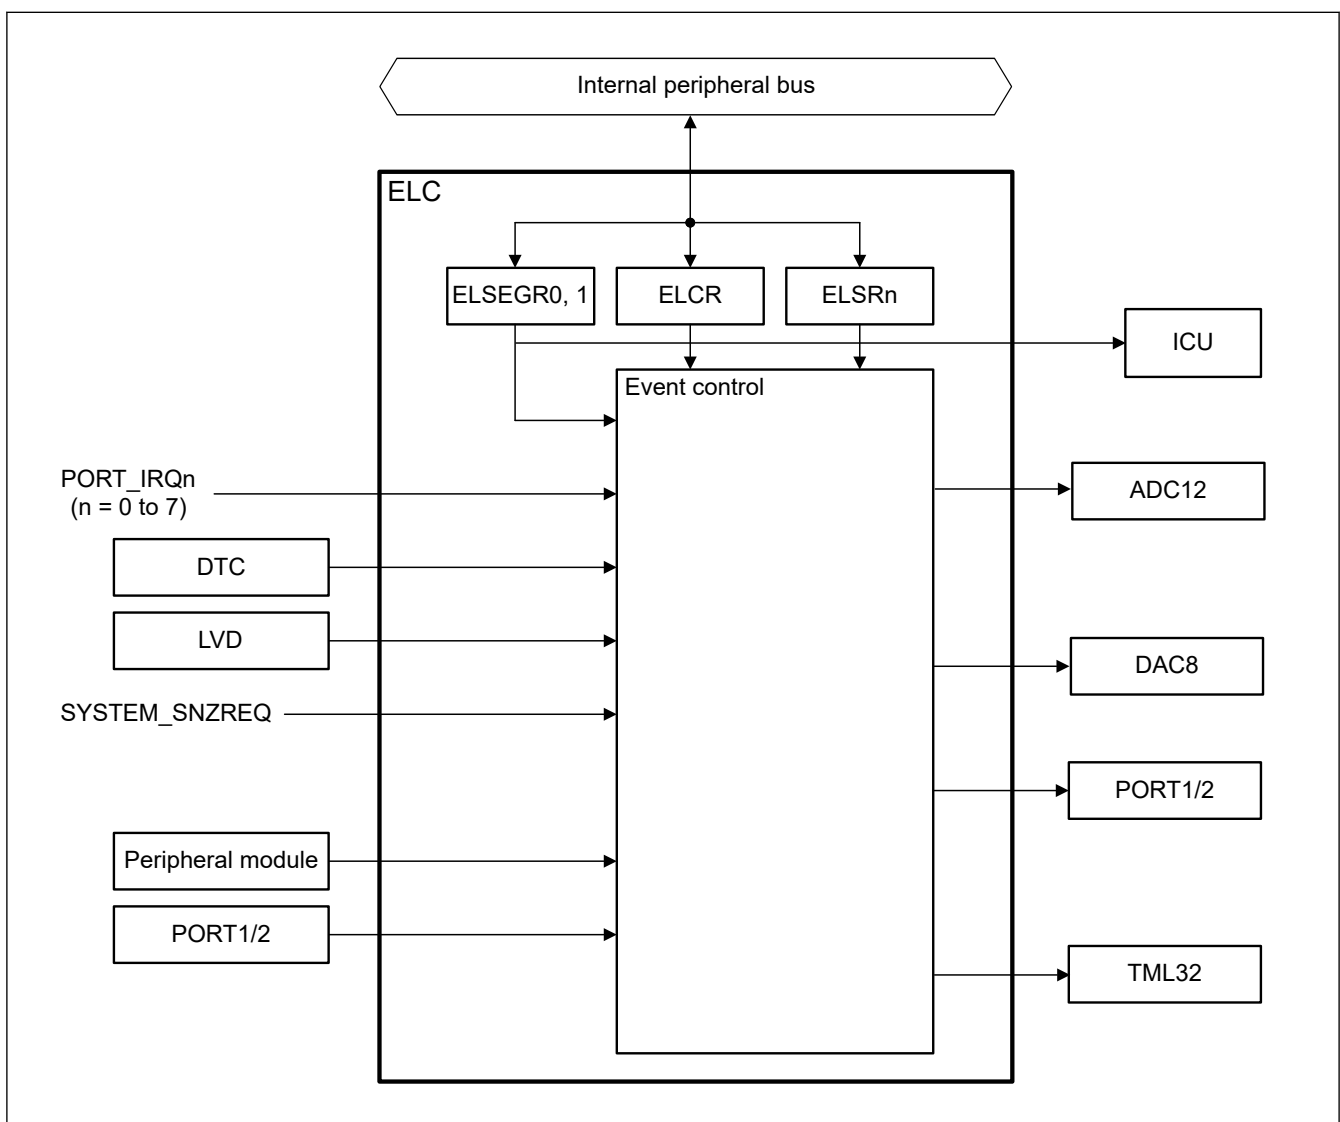 Internal peripheral bus
ELC
ELSEGR0, 1
ELCR
ELSRn
ICU
Event control
PORT_IRQn
(n = 0 to 7)
ADC12
DTC
LVD
DAC8
SYSTEM_SNZREQ
PORT1/2
Peripheral module
PORT1/2
TML32